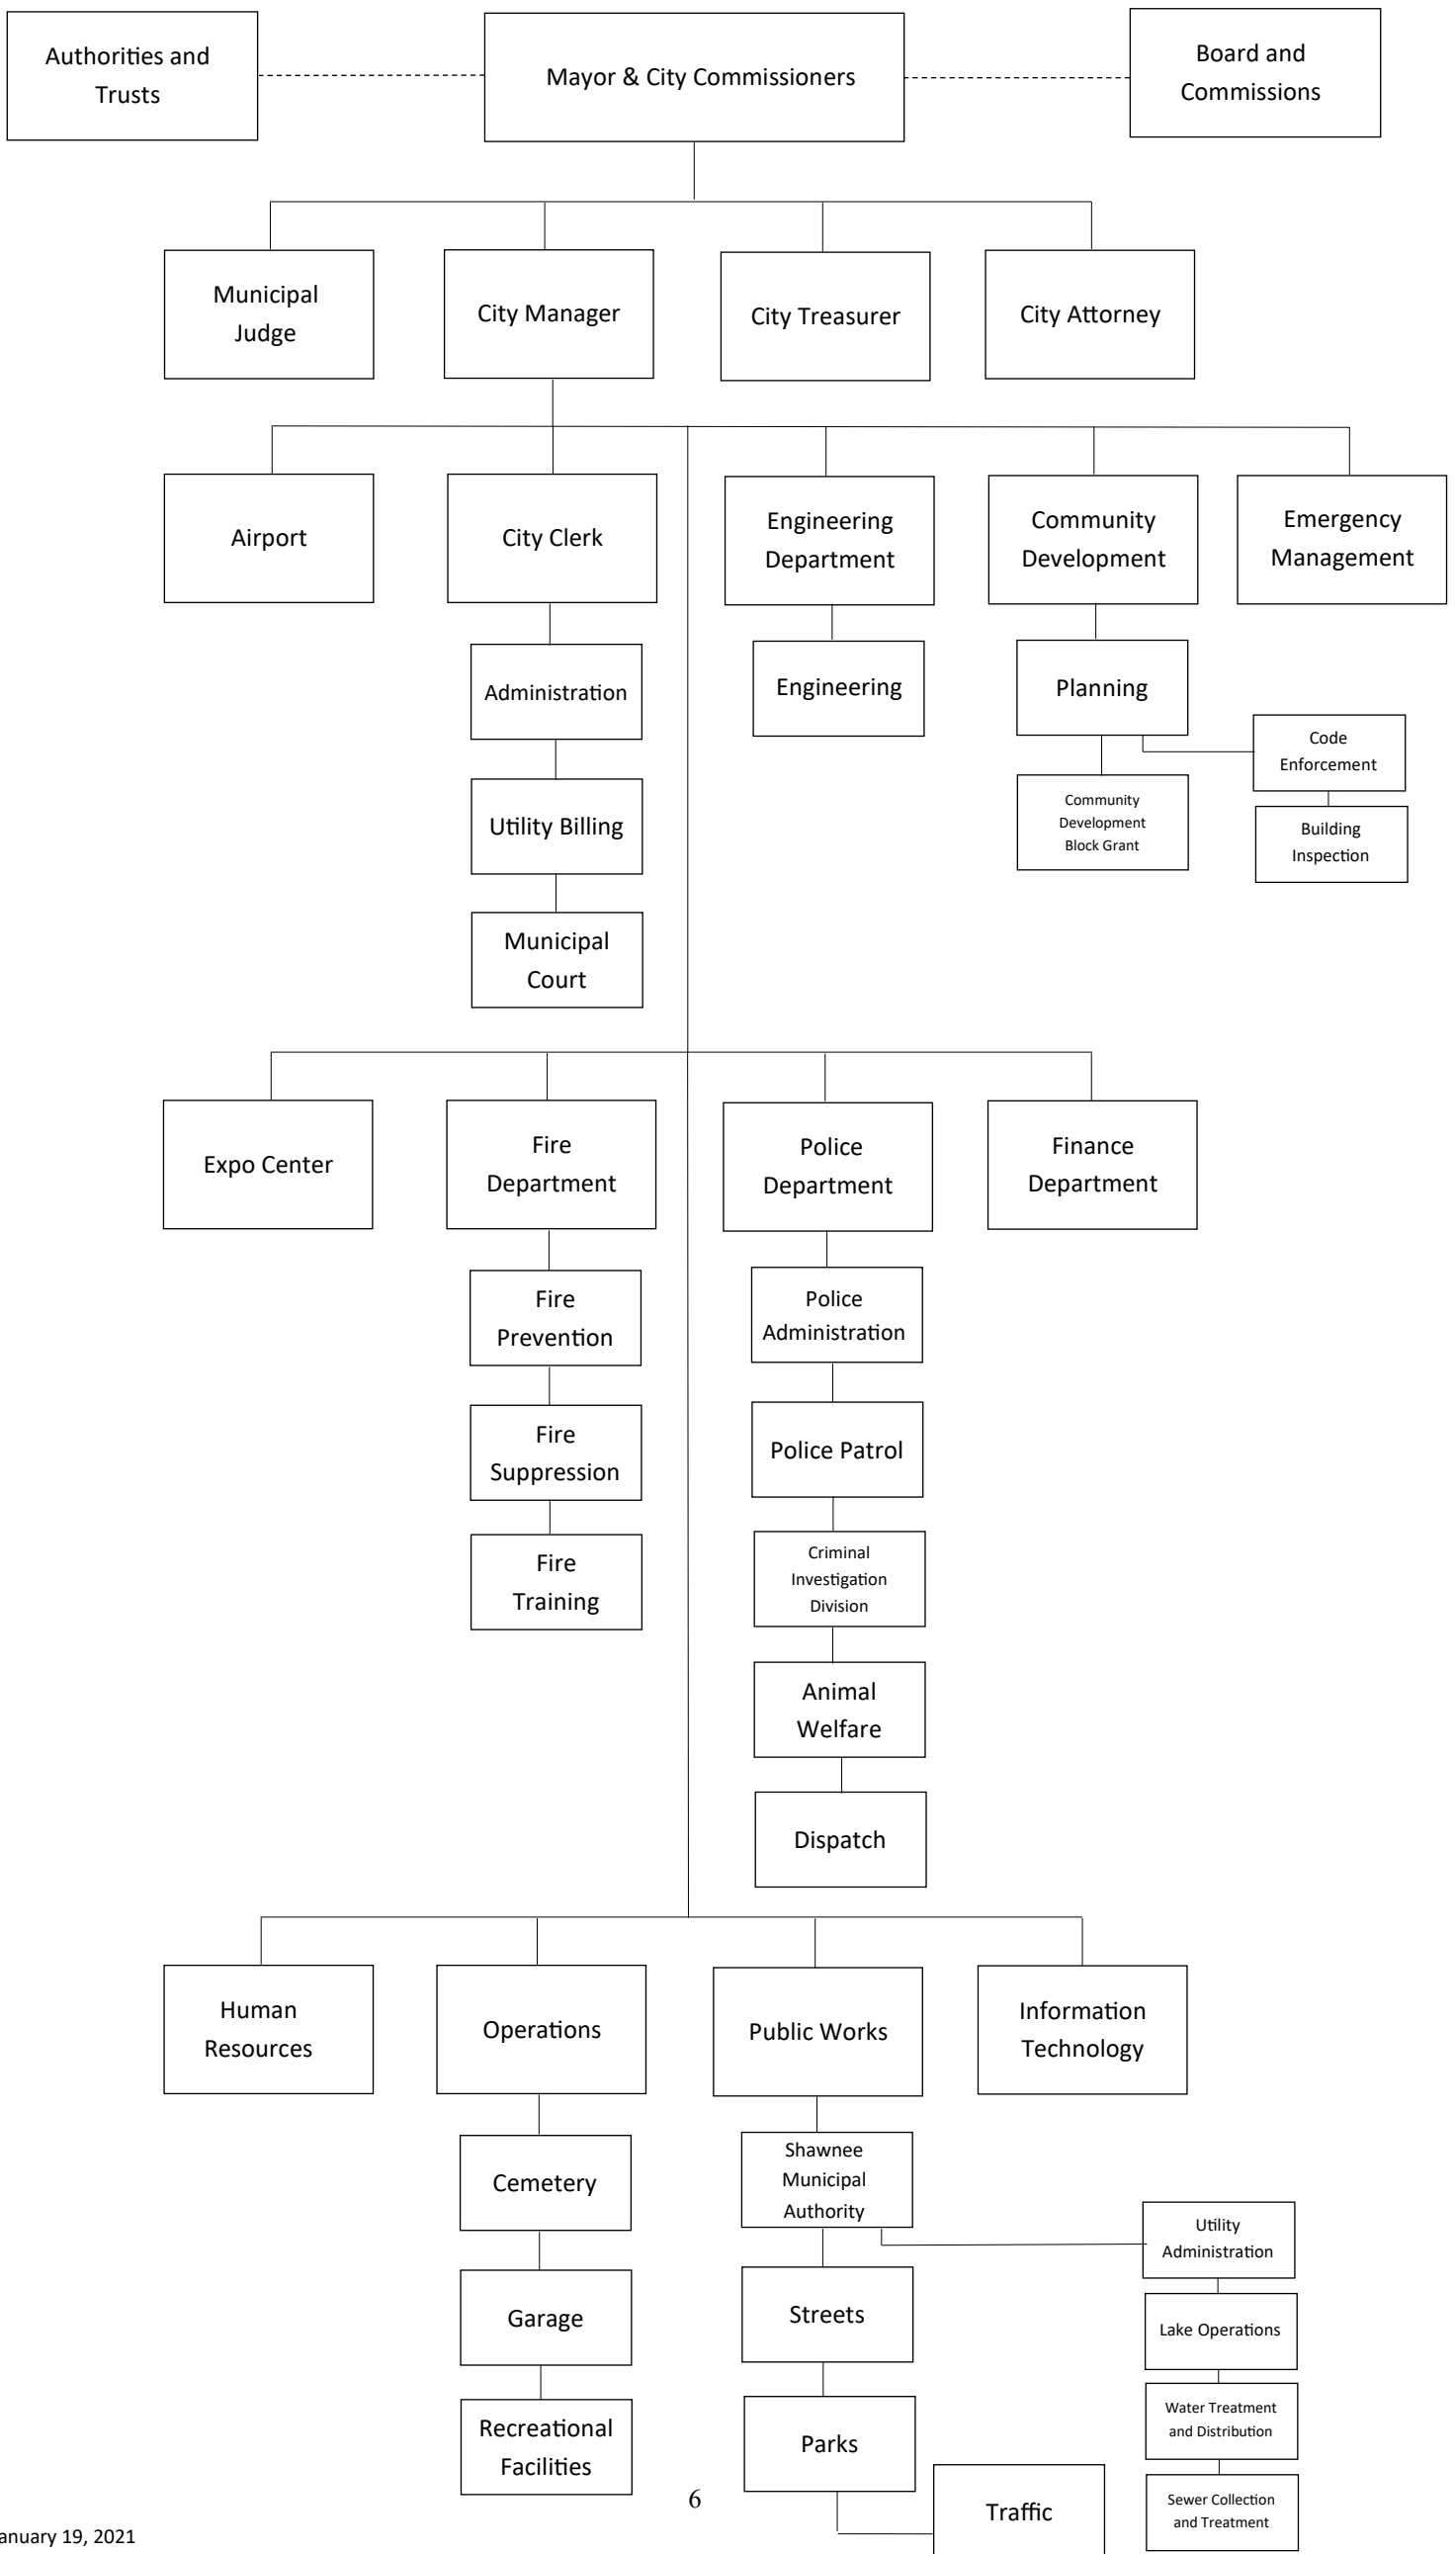 Authorities and
Trusts
Mayor & City Commissioners
Board and
Commissions
Municipal
Judge
City Manager
City Treasurer
City Attorney
Airport
City Clerk
Engineering
Department
Community
Development
Emergency
Management
Administration
Engineering
Planning
Code
Enforcement
Utility Billing
Community
Development
Block Grant
Building
Inspection
Municipal
Court
Expo Center
Fire
Department
Police
Department
Finance
Department
Fire
Prevention
Police
Administration
Fire
Suppression
Police Patrol
Fire
Training
Criminal
Investigation
Division
Animal
Welfare
Dispatch
Human
Resources
Operations
Public Works
Information
Technology
Cemetery
Shawnee
Municipal
Authority
Utility
Administration
Garage
Streets
Lake Operations
Recreational
Facilities
Parks
Water Treatment
and Distribution
Traffic
Sewer Collection
and Treatment
6
anuary 19, 2021